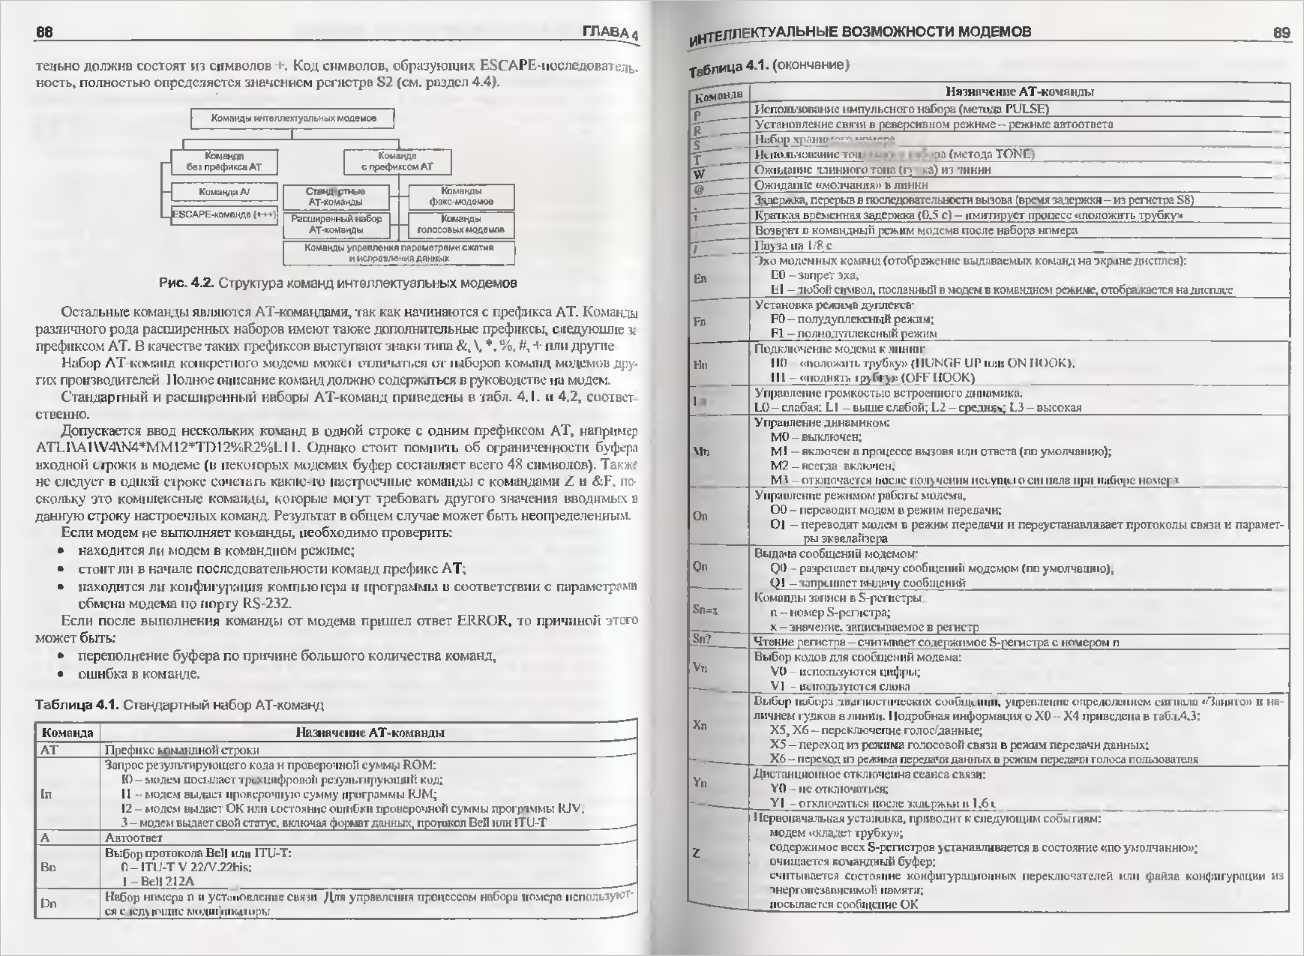 88
ГЛАВА 4
тельно должна состоят из символов +. Код символов, образующих ESCAPE-последователь-
ность, полностью определяется значением регистра S2 (см. раздел 4.4).
Команды интеллектуальных модемов
Команда
без префикса АТ
Команда
с префиксом АТ
Команда A/
ESCAPE-команда (+++)
Стандартные
АТ-команды
Команды
факс-модемов
Расширенный набор
АТ-команды
Команды
голосовых модемов
Команды управления параметрами сжатия
и исправления данных
Рис. 4.2. Структура команд интеллектуальных модемов
Остальные команды являются АТ-командами, так как начинаются с префикса АТ. Команды
различного рода расширенных наборов имеют также дополнительные префиксы, следующие за
префиксом АТ. В качестве таких префиксов выступают знаки типа &, \, *, %, #, + или другие
Набор АТ-команд конкретного модема может отличаться от наборов команд модемов дру-
гих производителей Полное описание команд должно содержаться в руководстве на модем.
Стандартный и расширенный наборы АТ-команд приведены в табл. 4.1. и 4.2, соответ-
ственно.
Допускается ввод нескольких команд в одной строке с одним префиксом АТ, например
ATL1\A1\V4\N4*MM12*TD12%R2%L11. Однако стоит помнить об ограниченности буфера
входной строки в модеме (в некоторых модемах буфер составляет всего 48 символов). Также
не следует в одной строке сочетать какие-то настроечные команды с командами Z и &F, по-
скольку это комплексные команды, которые могут требовать другого значения вводимых в
данную строку настроечных команд. Результат в общем случае может быть неопределенным.
Если модем не выполняет команды, необходимо проверить:
• находится ли модем в командном режиме;
• стоит ли в начале последовательности команд префикс АТ;
• находится ли конфигурация компьютера и программы в соответствии с параметрами
обмена модема по порту RS-232.
Если после выполнения команды от модема пришел ответ ERROR, то причиной этого
может быть:
• переполнение буфера по причине большого количества команд,
• ошибка в команде.
Таблица 4.1. Стандартный набор АТ-команд
Команда Назначение АТ-команды
АТ Префикс командной строки
In Запрос результирующего кода и проверочной суммы ROM:
I0 – модем посылает трехцифровой результирующий код;
I1 – модем выдает проверочную сумму программы RJM;
I2 – модем выдает OK или состояние ошибки проверочной суммы программы RJV,
3 – модем выдает свой статус, включая формат данных, протокол Bell или ITU-T
A Автоответ
Bn Выбор протокола Bell или ITU-T:
0 – ITU-T V 22/V.22bis;
1 – Bell 212A
Dn Набор номера n и установление связи Для управления процессом набора номера используют-
ся следующие модификаторы
ИНТЕЛЛЕКТУАЛЬНЫЕ ВОЗМОЖНОСТИ МОДЕМОВ
89
Таблица 4.1. (окончание)
Команда Назначение АТ-команды
P Использование импульсного набора (метода PULSE)
R Установление связи в реверсивном режиме – режиме автоответа
S Набор хранимого номера
T Использование набора (метода TONE)
W Ожидание длинного тона (гудка) из линии
@ Ожидание «молчания» в линки
, Задержка, перерыв в последовательности вызова (время задержки – из регистра S8)
! Краткая временная задержка (0,5 с) – имитирует процесс «положить трубку»
; Возврат в командный режим модема после набора номера
/ Пауза на 1/8 с
En Эхо модемных команд (отображение выдаваемых команд на экране дисплея):
E0 – запрет эха,
E1 – любой символ, посланный в модем в командном режиме, отображается на дисплее
Fn Установка режима дуплекса:
F0 – полудуплексный режим;
F1 – полнодуплексный режим
Hn Подключение модема к линии:
H0 – «положить трубку» (HUNGF UP или ON HOOK),
H1 – «поднять трубку» (OFF HOOK)
L Управление громкостью встроенного динамика.
L0 – слабая; L1 – выше слабой; L2 – средняя; L3 – высокая
Mn Управление динамиком:
M0 – выключен;
M1 – включен в процессе вызова или ответа (по умолчанию);
M2 – всегда включен,
M3 – отключается после получения несущего сигнала при наборе номера
On Управление режимом работы модема,
O0 – переводит модем в режим передачи;
O1 – переводит модем в режим передачи и переустанавливает протоколы связи и парамет-
ры эквалайзера
Qn Выдача сообщений модемом:
Q0 – разрешает выдачу сообщений модемом (по умолчанию),
Q1 – запрещает выдачу сообщений
Sn=x Команды записи в S-регистры
n – номер S-регистра;
x – значение, записываемое в регистр
Sn? Чтение регистра – считывает содержимое S-регистра с номером n
Vn Выбор кодов для сообщений модема:
V0 – используются цифры;
V1 – используются слова
Xn Выбор набора диагностических сообщений, управление определением сигнала «Занято» и на-
личием гудков в линии. Подробная информация о X0 – X4 приведена в табл.4.3:
X5, X6 – переключение голос/данные;
X5 – переход из режима голосовой связи в режим передачи данных;
X6 – переход из режима передачи данных в режим передачи голоса пользователя
Yn Дистанционное отключение сеанса связи:
Y0 – не отключаться;
Y1 – отключаться после задержки в 1,6 с
Z Первоначальная установка, приводит к следующим событиям:
модем «кладет трубку»;
содержимое всех S-регистров устанавливается в состояние «по умолчанию»;
очищается командный буфер;
считывается состояние конфигурационных переключателей или файла конфигурации из
энергонезависимой памяти;
посылается сообщение OK